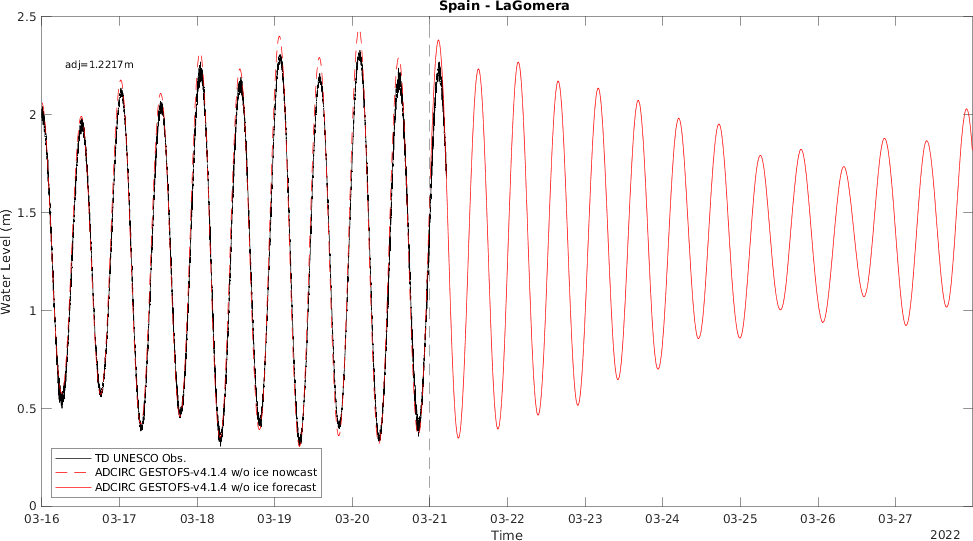 Spain - LaGomera
2.5
adj=1.2217m
2
1.5
Water Level (m)
1
0.5
TD UNESCO Obs.
ADCIRC GESTOFS-v4.1.4 w/o ice nowcast
ADCIRC GESTOFS-v4.1.4 w/o ice forecast
0
03-16 03-17 03-18 03-19 03-20 03-21 03-22 03-23 03-24 03-25 03-26 03-27
Time
2022